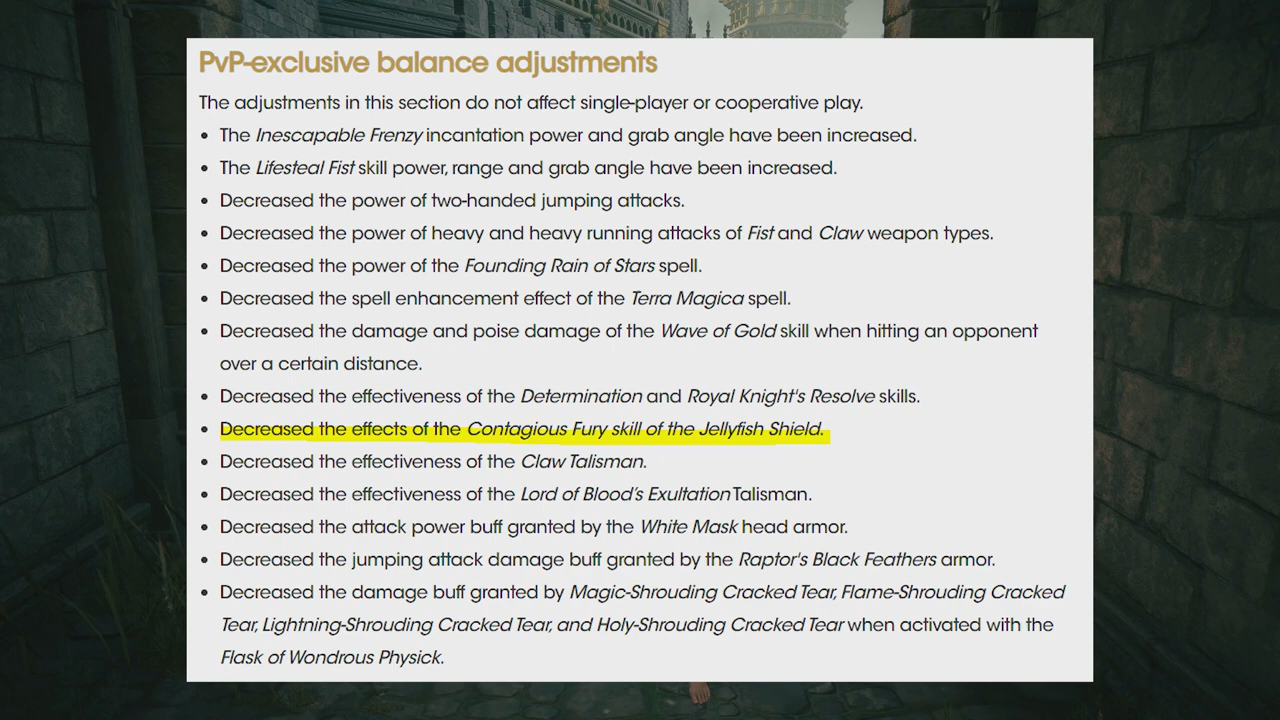 PvP-exclusive balance adjustments
The adjustments in this section do not affect single-player or cooperative play.
• The Inescapable Frenzy incantation power and grab angle have been increased.
• The Lifesteal Fist skill power, range and grab angle have been increased.
• Decreased the power of two-handed jumping attacks.
• Decreased the power of heavy and heavy running attacks of Fist and Claw weapon types.
• Decreased the power of the Founding Rain of Stars spell.
• Decreased the spell enhancement effect of the Terra Magica spell.
• Decreased the damage and poise damage of the Wave of Gold skill when hitting an opponent
over a certain distance.
• Decreased the effectiveness of the Determination and Royal Knight's Resolve skills.
• Decreased the effects of the Contagious Fury skill of the Jellyfish Shield.
• Decreased the effectiveness of the Claw Talisman.
• Decreased the effectiveness of the Lord of Blood’s Exultation Talisman.
• Decreased the attack power buff granted by the White Mask head armor.
• Decreased the jumping attack damage buff granted by the Raptor's Black Feathers armor.
• Decreased the damage buff granted by Magic-Shrouding Cracked Tear, Flame-Shrouding Cracked
Tear, Lightning-Shrouding Cracked Tear, and Holy-Shrouding Cracked Tear when activated with the
Flask of Wondrous Physick.